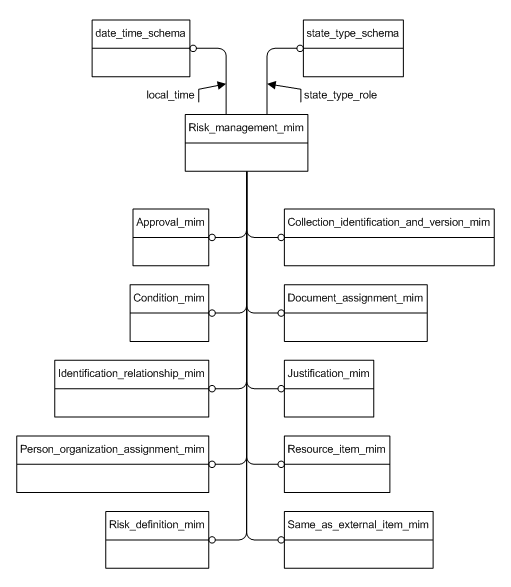 date_time_schema
state_type_schema
local_time
state_type_role
Risk_management_mim
Approval_mim
Collection_identification_and_version_mim
Condition_mim
Document_assignment_mim
Identification_relationship_mim
Justification_mim
Person_organization_assignment_mim
Resource_item_mim
Risk_definition_mim
Same_as_external_item_mim